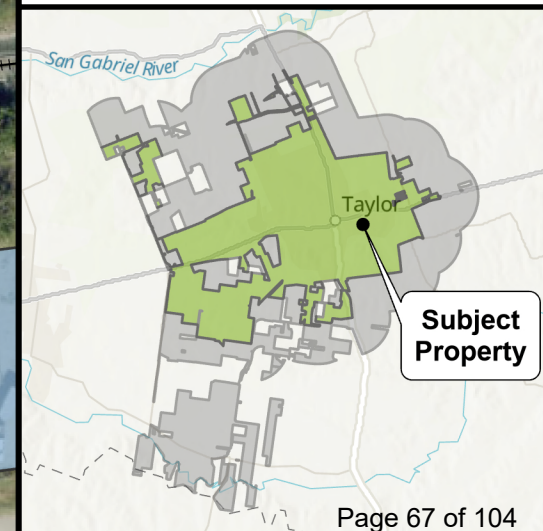 San Gabriel River
Taylor
Subject
Property
Page 67 of 104